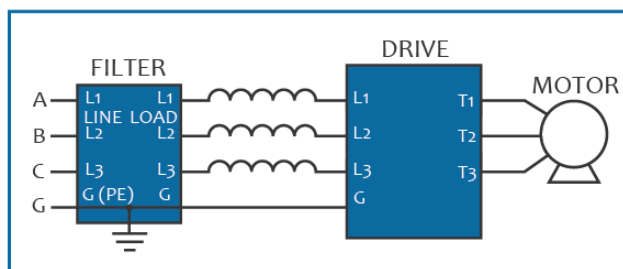 FILTER
DRIVE
MOTOR
A L1 L1 L1 T1
LINE LOAD
B L2 L2 L2 T2
C L3 L3 L3 T3
G (PE) G G
G